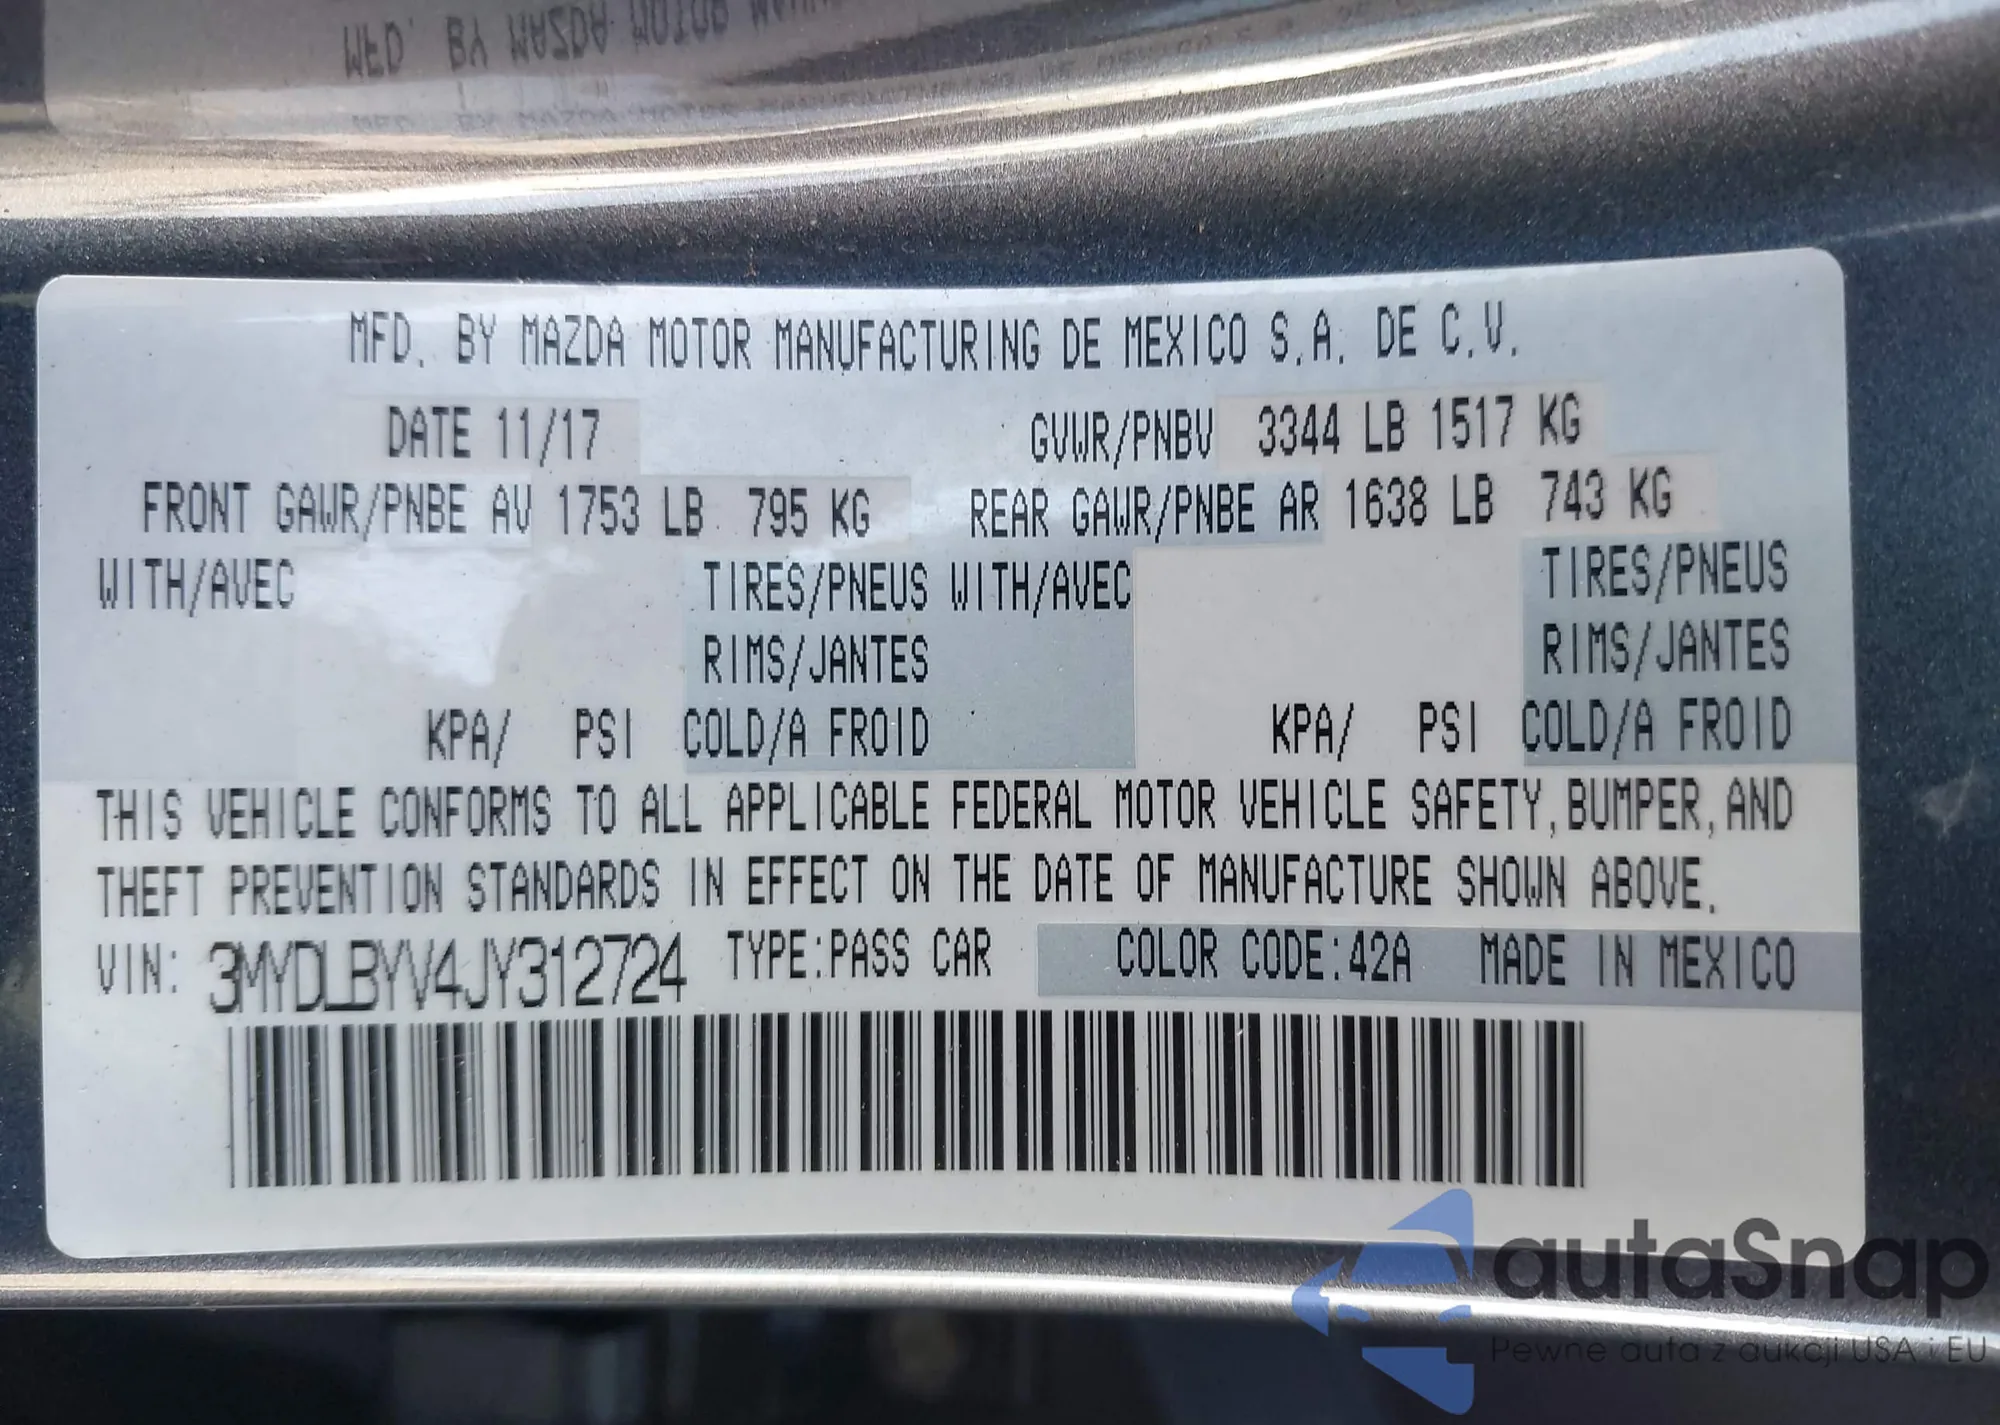 MFD. BY MAZDA MOTOR
MFD. BY MAZDA MOTOR MANUFACTURING DE MEXICO S.A. DE C.V.
DATE 11/17 GVWR/PNBV 3344 LB 1517 KG
FRONT GAWR/PNBE AV 1753 LB 795 KG REAR GAWR/PNBE AR 1638 LB 743 KG
WITH/AVEC TIRES/PNEUS WITH/AVEC TIRES/PNEUS
RIMS/JANTES RIMS/JANTES
KPA/ PSI COLD/A FROID KPA/ PSI COLD/A FROID
THIS VEHICLE CONFORMS TO ALL APPLICABLE FEDERAL MOTOR VEHICLE SAFETY, BUMPER, AND
THEFT PREVENTION STANDARDS IN EFFECT ON THE DATE OF MANUFACTURE SHOWN ABOVE.
VIN: 3MYDLBYV4JY312724 TYPE:PASS CAR COLOR CODE:42A MADE IN MEXICO
autaSnap
Pewne auta z aukcji USA i EU